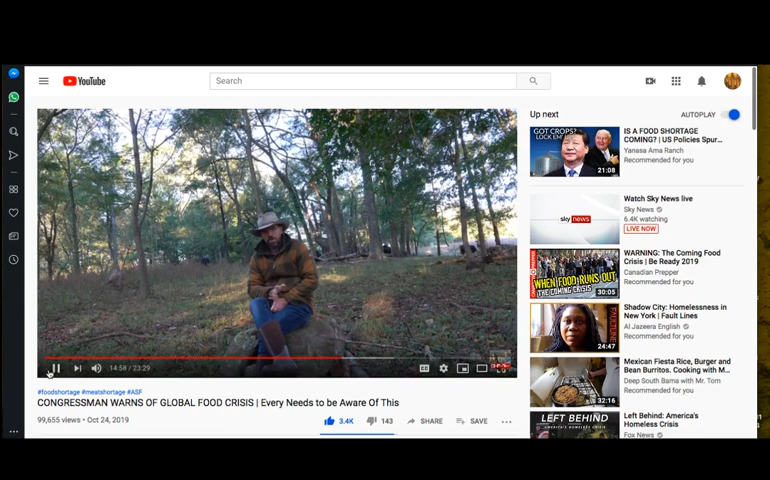 YouTube
Search
Up next
AUTOPLAY
GOT CROPS?
21:08
IS A FOOD SHORTAGE
COMING? | US Policies Spur...
Yanasa Ama Ranch
Recommended for you
sky news
Watch Sky News live
Sky News
6.4K watching
LIVE NOW
WHEN FOOD RUNS OUT
THE COMING CRISIS
30:05
WARNING: The Coming Food
Crisis | Be Ready 2019
Canadian Prepper
Recommended for you
24:47
Shadow City: Homelessness in
New York | Fault Lines
Al Jazeera English
Recommended for you
32:16
Mexican Fiesta Rice, Burger and
Bean Burritos. Cooking with M...
Deep South Bama with Mr. Tom
Recommended for you
LEFT BEHIND
Left Behind: America's
Homeless Crisis
Fox News
14:58 / 23:29
#foodshortage #meatshortage #ASF
CONGRESSMAN WARNS OF GLOBAL FOOD CRISIS | Every Needs to be Aware Of This
99,655 views • Oct 24, 2019
3.4K
143
SHARE
SAVE